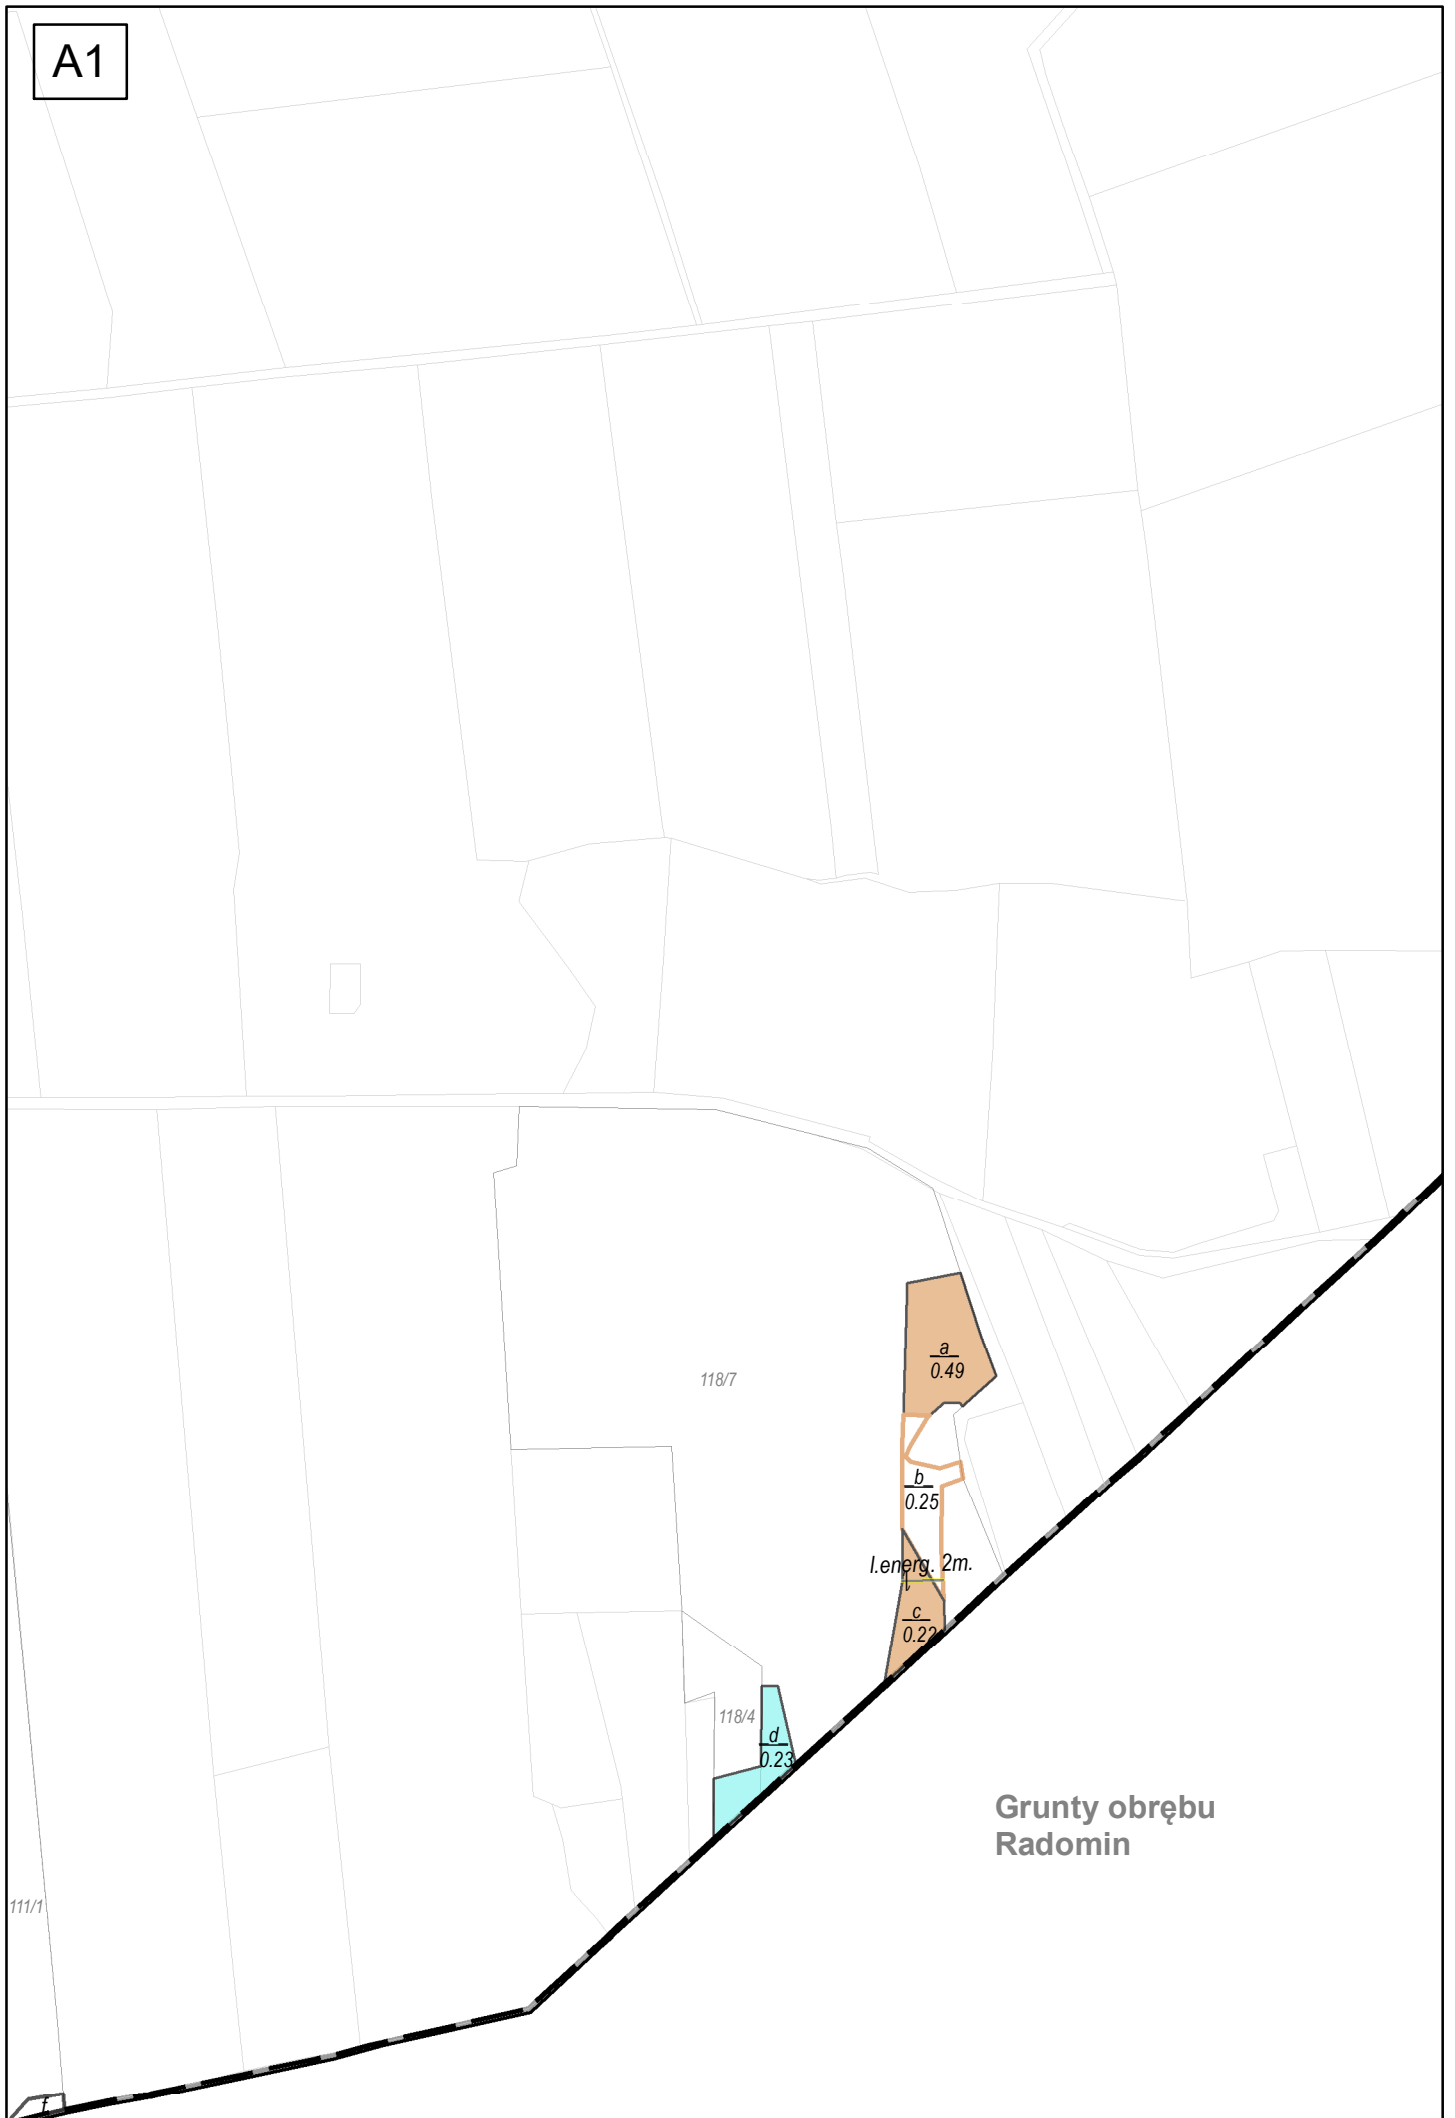 A1
a
0.49
118/7
b
0.25
l.energ. 2m.
c
0.22
118/4
d
0.23
Grunty obrębu
Radomin
111/1
f